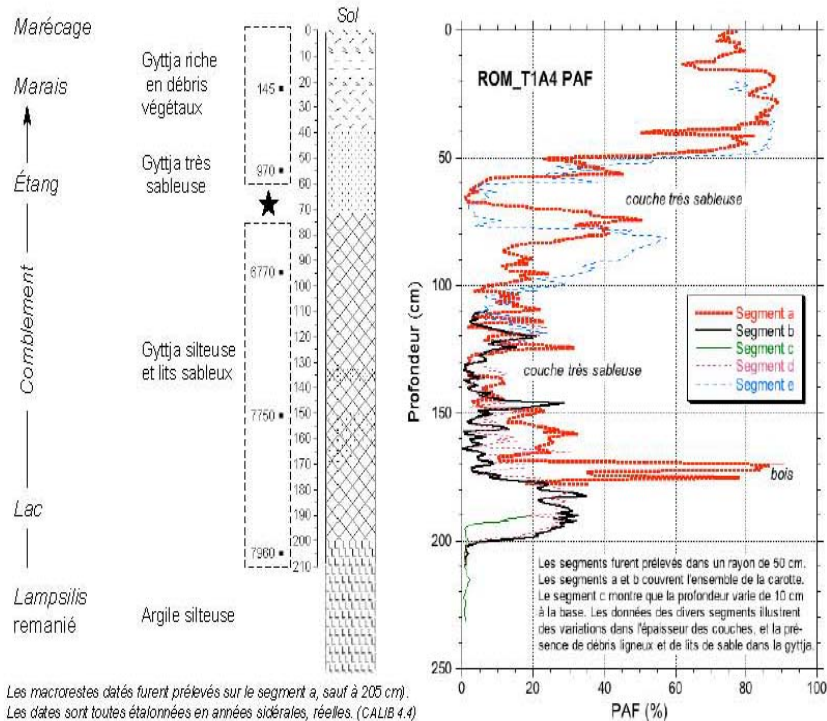 Marécage
Marais
Étang
Comblement
Lac
Lampsilis
remanié
Gyttja riche
en débris
végétaux
Gyttja très
sableuse
Gyttja silteuse
et lits sableux
Argile silteuse
145
970
6770
7750
7960
Sol
0
10
20
30
40
50
60
70
80
90
100
110
120
130
140
150
160
170
180
190
200
210
Les macrorestes datés furent prélevés sur le segment a, sauf à 205 cm).
Les dates sont toutes étalonnées en années sidérales, réelles. (CALIB 4.4)
ROM_T1A4 PAF
couche très sableuse
Segment a
Segment b
Segment c
Segment d
Segment e
couche très sableuse
bois
Les segments furent prélevés dans un rayon de 50 cm.
Les segments a et b couvrent l'ensemble de la carotte.
Le segment c montre que la profondeur varie de 10 cm
à la base. Les données des divers segments illustrent
des variations dans l'épaisseur des couches, et la pré-
sence de débris ligneux et de lits de sable dans la gyttja.
Profondeur (cm)
0
50
100
150
200
250
0 20 40 60 80 100
PAF (%)